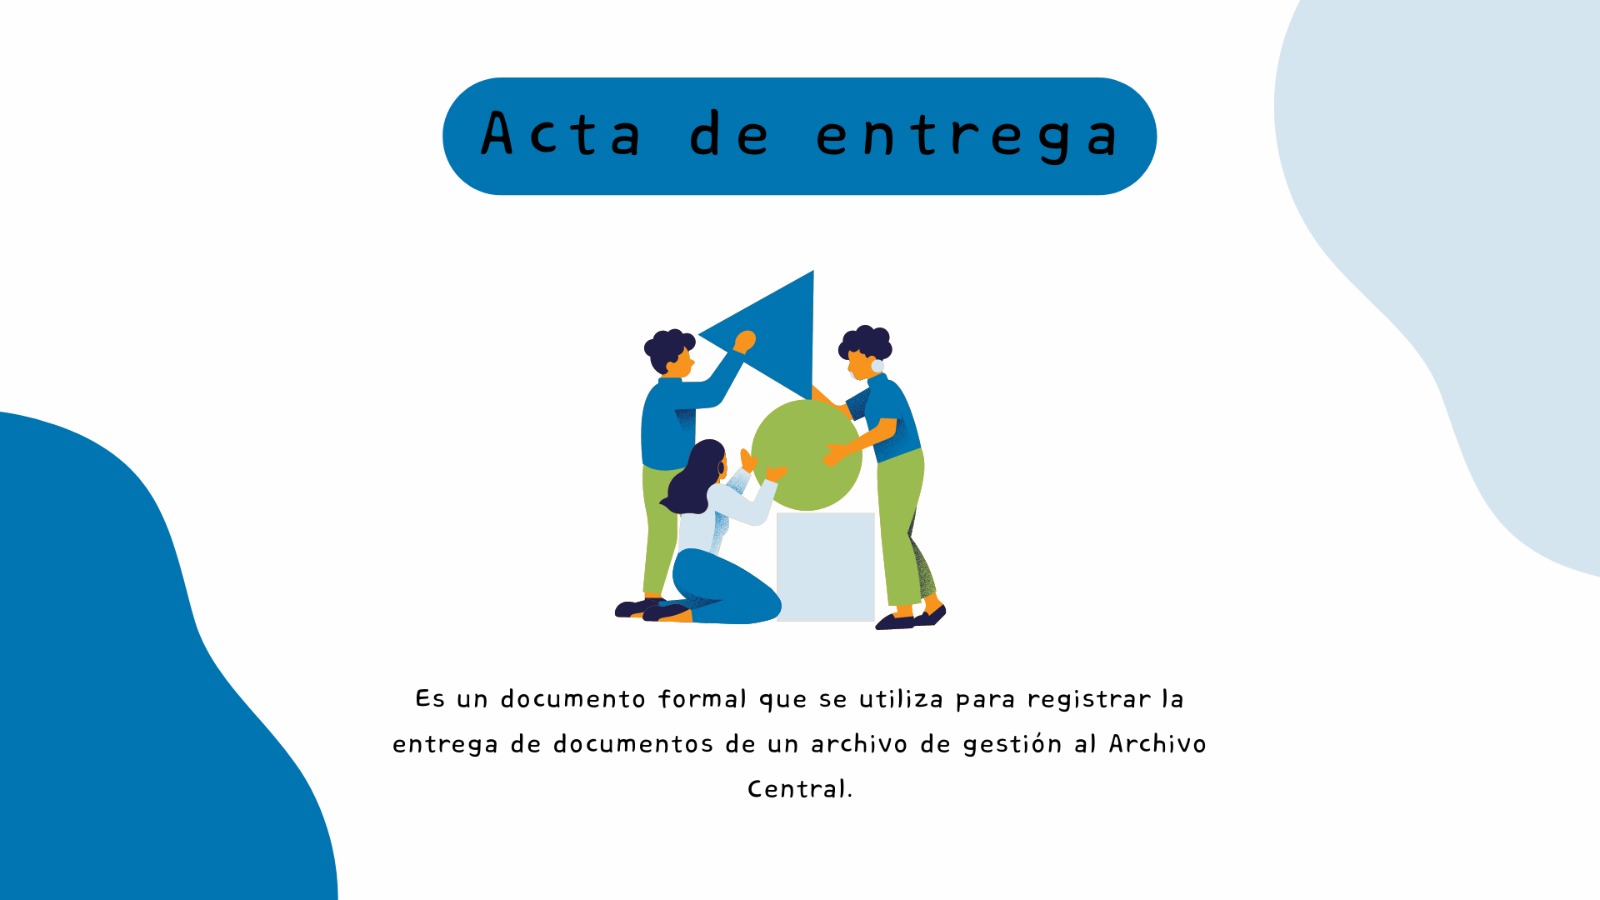 Acta de entrega
Es un documento formal que se utiliza para registrar la
entrega de documentos de un archivo de gestión al Archivo
Central.